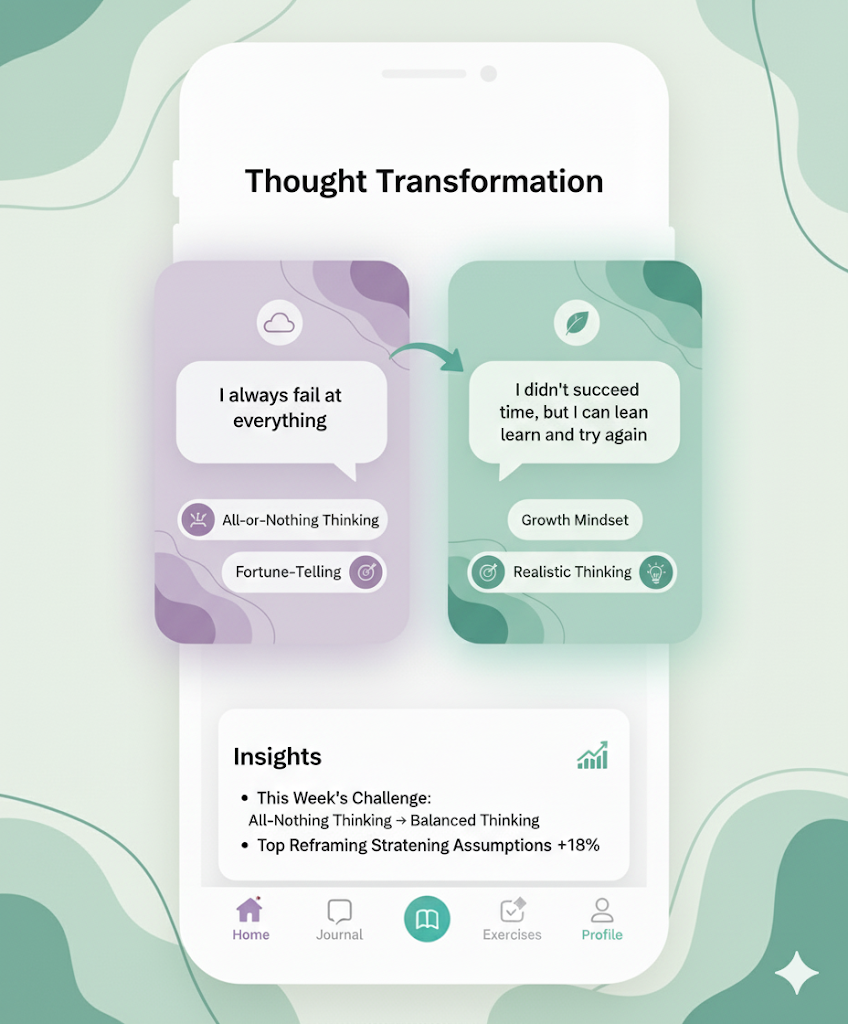 Thought Transformation
I always fail at
everything
All-or-Nothing Thinking
Fortune-Telling
I didn't succeed
time, but I can lean
learn and try again
Growth Mindset
Realistic Thinking
Insights
• This Week's Challenge:
All-Nothing Thinking → Balanced Thinking
• Top Reframing Stratening Assumptions +18%
Home
Journal
Exercises
Profile